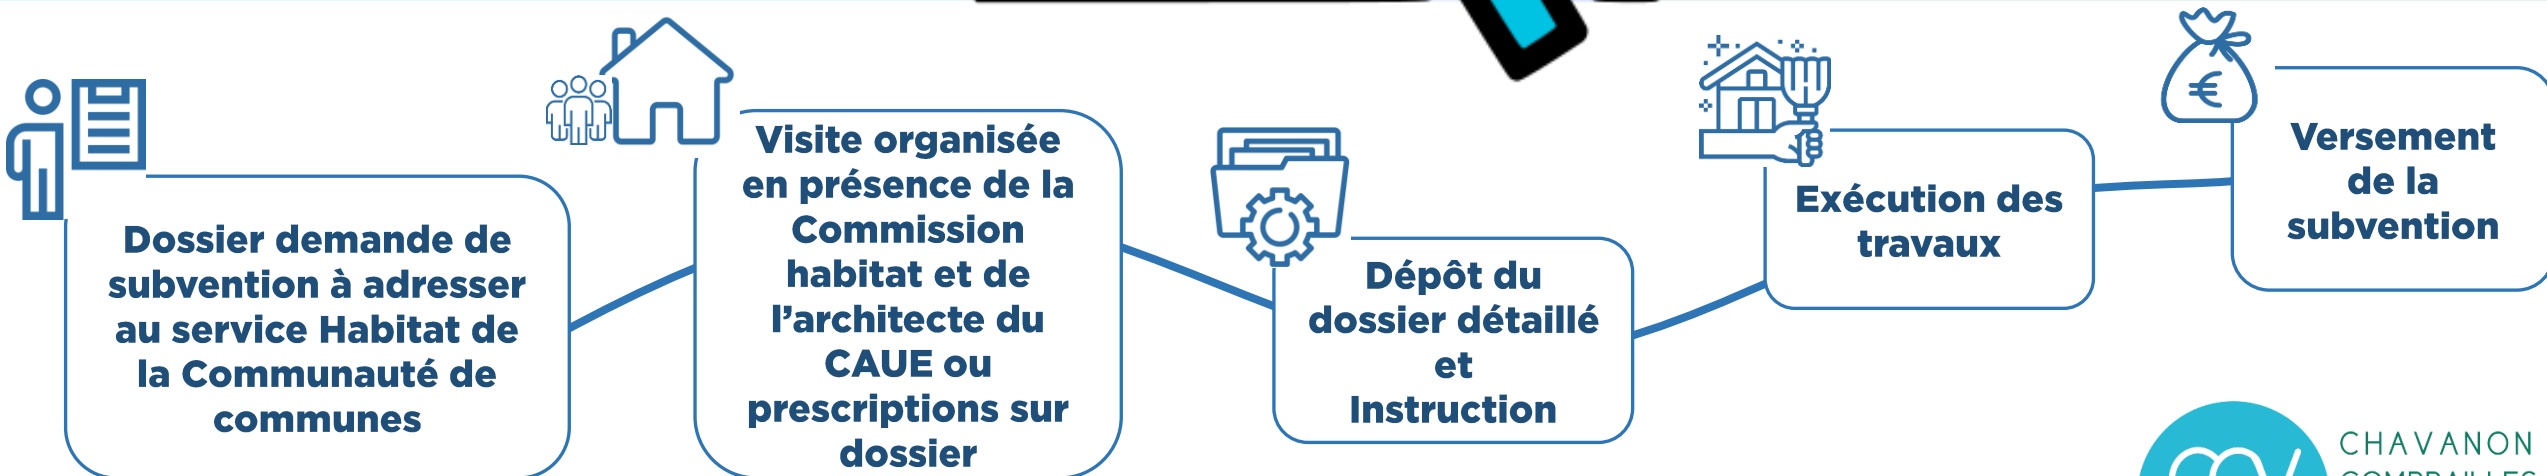 Dossier demande de
subvention à adresser
au service Habitat de
la Communauté de
communes
Visite organisée
en présence de la
Commission
habitat et de
l'architecte du
CAUE ou
prescriptions sur
dossier
Dépôt du
dossier détaillé
et
Instruction
Exécution des
travaux
€
Versement
de la
subvention
CHAVANON